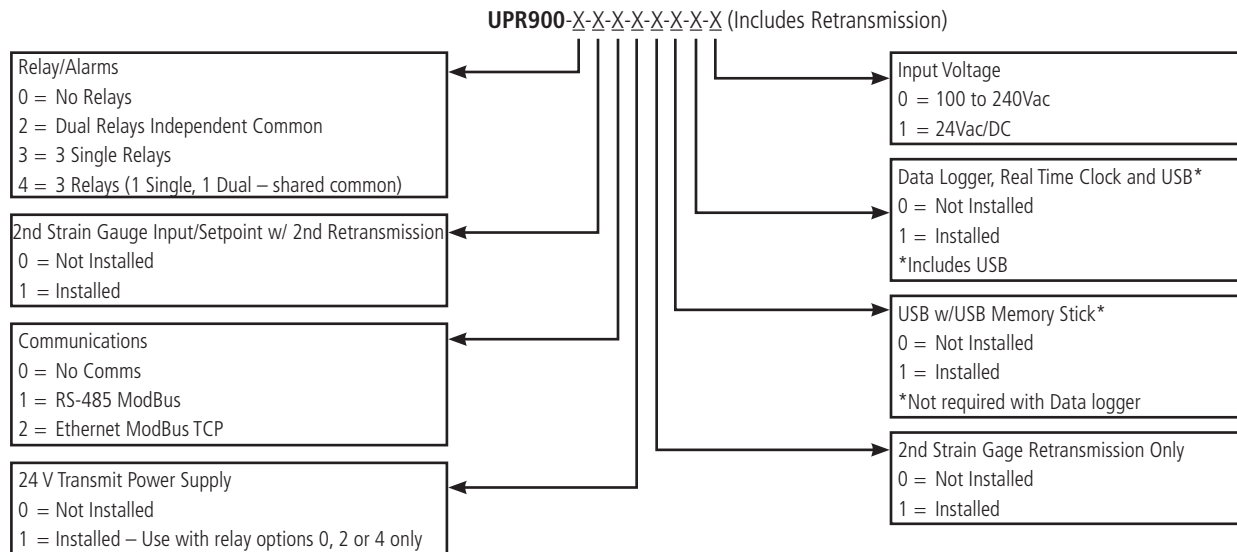 UPR900-X-X-X-X-X-X-X-X (Includes Retransmission)
Relay/Alarms
0 = No Relays
2 = Dual Relays Independent Common
3 = 3 Single Relays
4 = 3 Relays (1 Single, 1 Dual – shared common)
2nd Strain Gauge Input/Setpoint w/ 2nd Retransmission
0 = Not Installed
1 = Installed
Communications
0 = No Comms
1 = RS-485 ModBus
2 = Ethernet ModBus TCP
24 V Transmit Power Supply
0 = Not Installed
1 = Installed – Use with relay options 0, 2 or 4 only
Input Voltage
0 = 100 to 240Vac
1 = 24Vac/DC
Data Logger, Real Time Clock and USB*
0 = Not Installed
1 = Installed
*Includes USB
USB w/USB Memory Stick*
0 = Not Installed
1 = Installed
*Not required with Data logger
2nd Strain Gage Retransmission Only
0 = Not Installed
1 = Installed